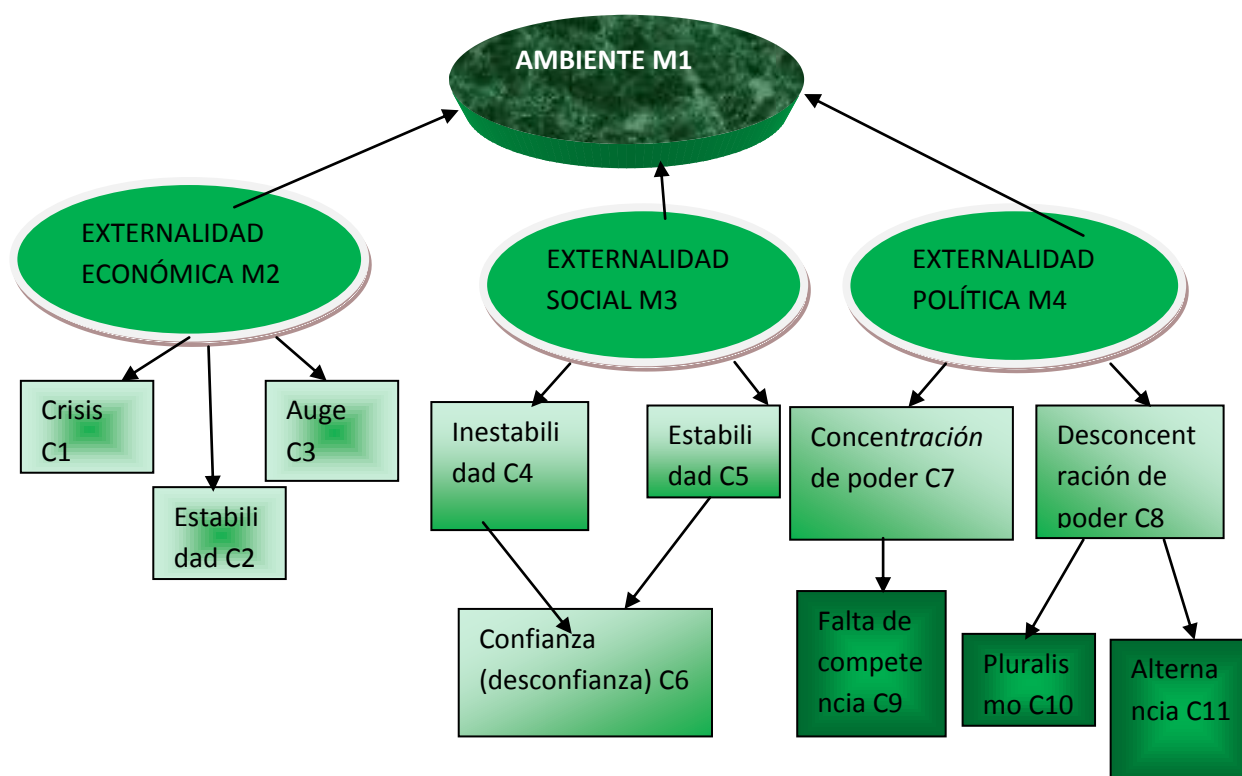 AMBIENTE M1
EXTERNALIDAD
ECONÓMICA M2
EXTERNALIDAD
SOCIAL M3
EXTERNALIDAD
POLÍTICA M4
Crisis
C1
Estabili
dad C2
Auge
C3
Inestabili
dad C4
Estabili
dad C5
Concentración
de poder C7
Desconcent
ración de
poder C8
Confianza
(desconfianza) C6
Falta de
compete
ncia C9
Pluralis
mo C10
Alterna
ncia C11